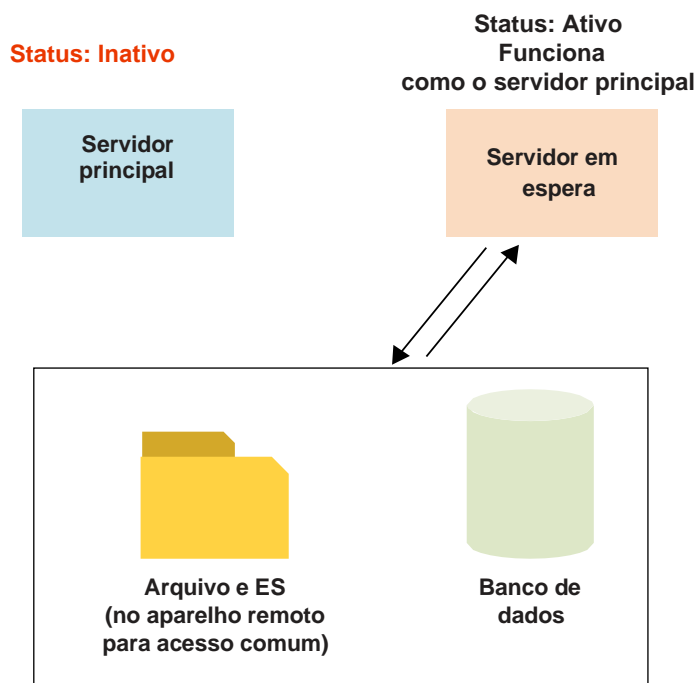 Status: Inativo
Status: Ativo
Funciona
como o servidor principal
Servidor
principal
Servidor em
espera
Arquivo e ES
(no aparelho remoto
para acesso comum)
Banco de
dados